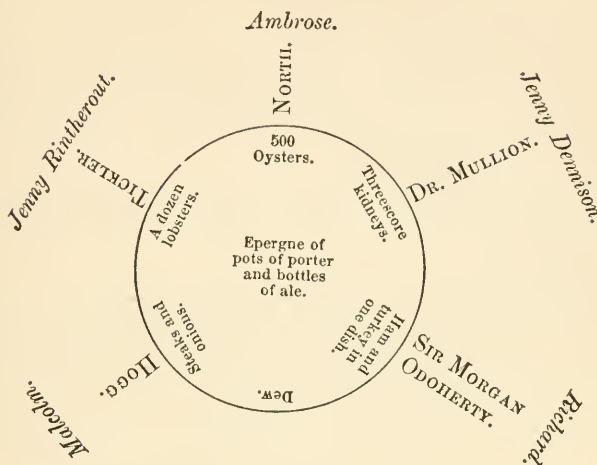 Ambrose.
NORTH.
500
Oysters.
Jenny Dennison.
DR. MULLION.
Threescore
kidneys.
Richard.
SIR MORGAN
ODOHERTY.
Ham and
turkey in
one dish.
Dew.
Malcolm.
HOGG.
Steaks and
onions.
Jenny Rintherout.
TICKLER.
A dozen
lobsters.
Epergne of
pots of porter
and bottles
of ale.